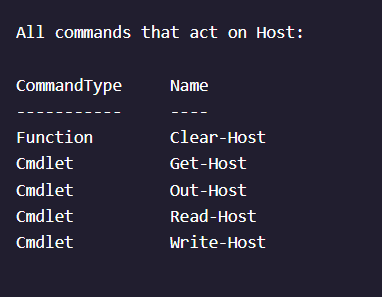 All commands that act on Host:
CommandType     Name
-----------     ----
Function        Clear-Host
Cmdlet          Get-Host
Cmdlet          Out-Host
Cmdlet          Read-Host
Cmdlet          Write-Host